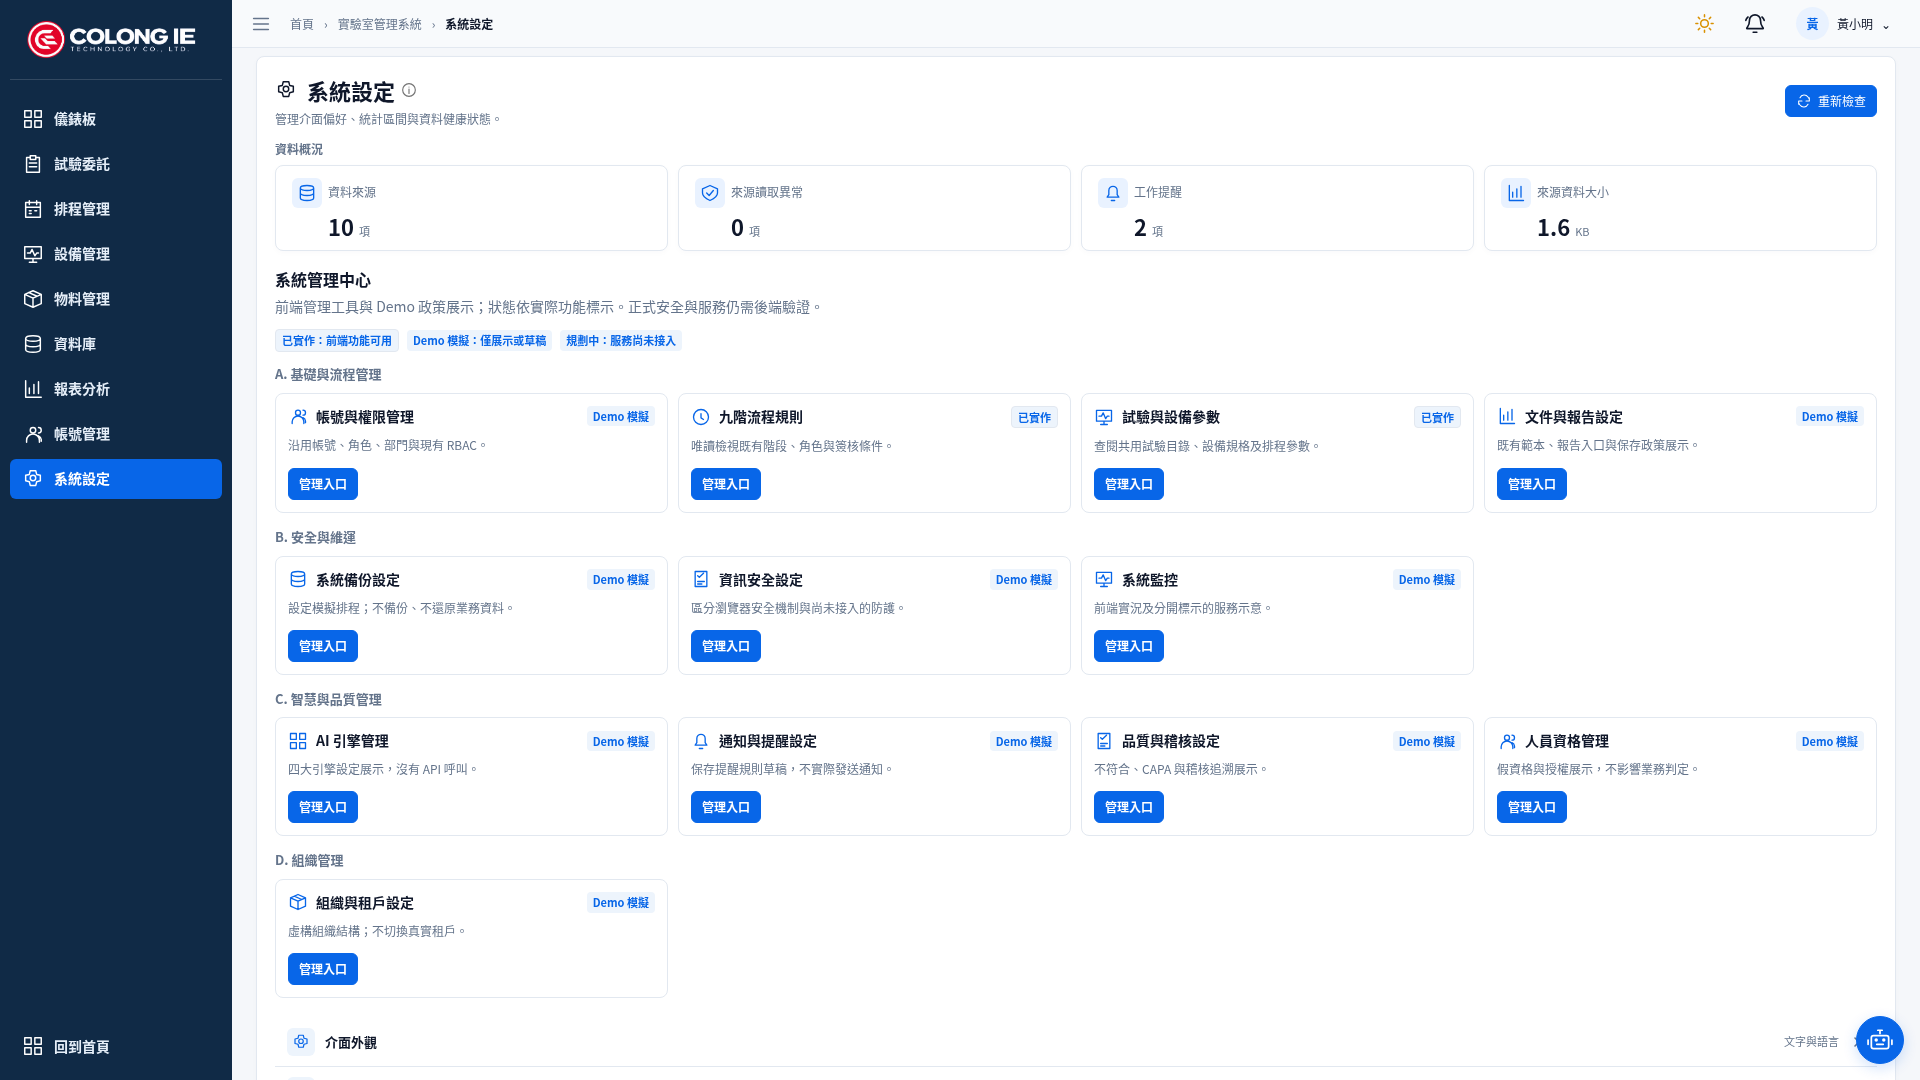 COLONG IE
TECHNOLOGY CO., LTD.
首頁 › 實驗室管理系統 › 系統設定
黃 黃小明
儀錶板
試驗委託
排程管理
設備管理
物料管理
資料庫
報表分析
帳號管理
系統設定
回到首頁
系統設定
管理介面偏好、統計區間與資料健康狀態。
重新檢查
資料概況
資料來源
10 項
來源讀取異常
0 項
工作提醒
2 項
來源資料大小
1.6 KB
系統管理中心
前端管理工具與 Demo 政策展示；狀態依實際功能標示。正式安全與服務仍需後端驗證。
已實作：前端功能可用 Demo 模擬：僅展示或草稿 規劃中：服務尚未接入
A. 基礎與流程管理
帳號與權限管理 Demo 模擬
沿用帳號、角色、部門與現有 RBAC。
管理入口
九階流程規則 已實作
唯讀檢視既有階段、角色與簽核條件。
管理入口
試驗與設備參數 已實作
查閱共用試驗目錄、設備規格及排程參數。
管理入口
文件與報告設定 Demo 模擬
既有範本、報告入口與保存政策展示。
管理入口
B. 安全與維運
系統備份設定 Demo 模擬
設定模擬排程；不備份、不還原業務資料。
管理入口
資訊安全設定 Demo 模擬
區分瀏覽器安全機制與尚未接入的防護。
管理入口
系統監控 Demo 模擬
前端實況及分開標示的服務示意。
管理入口
C. 智慧與品質管理
AI 引擎管理 Demo 模擬
四大引擎設定展示，沒有 API 呼叫。
管理入口
通知與提醒設定 Demo 模擬
保存提醒規則草稿，不實際發送通知。
管理入口
品質與稽核設定 Demo 模擬
不符合、CAPA 與稽核追溯展示。
管理入口
人員資格管理 Demo 模擬
假資格與授權展示，不影響業務判定。
管理入口
D. 組織管理
組織與租戶設定 Demo 模擬
虛構組織結構；不切換真實租戶。
管理入口
介面外觀
文字與語言